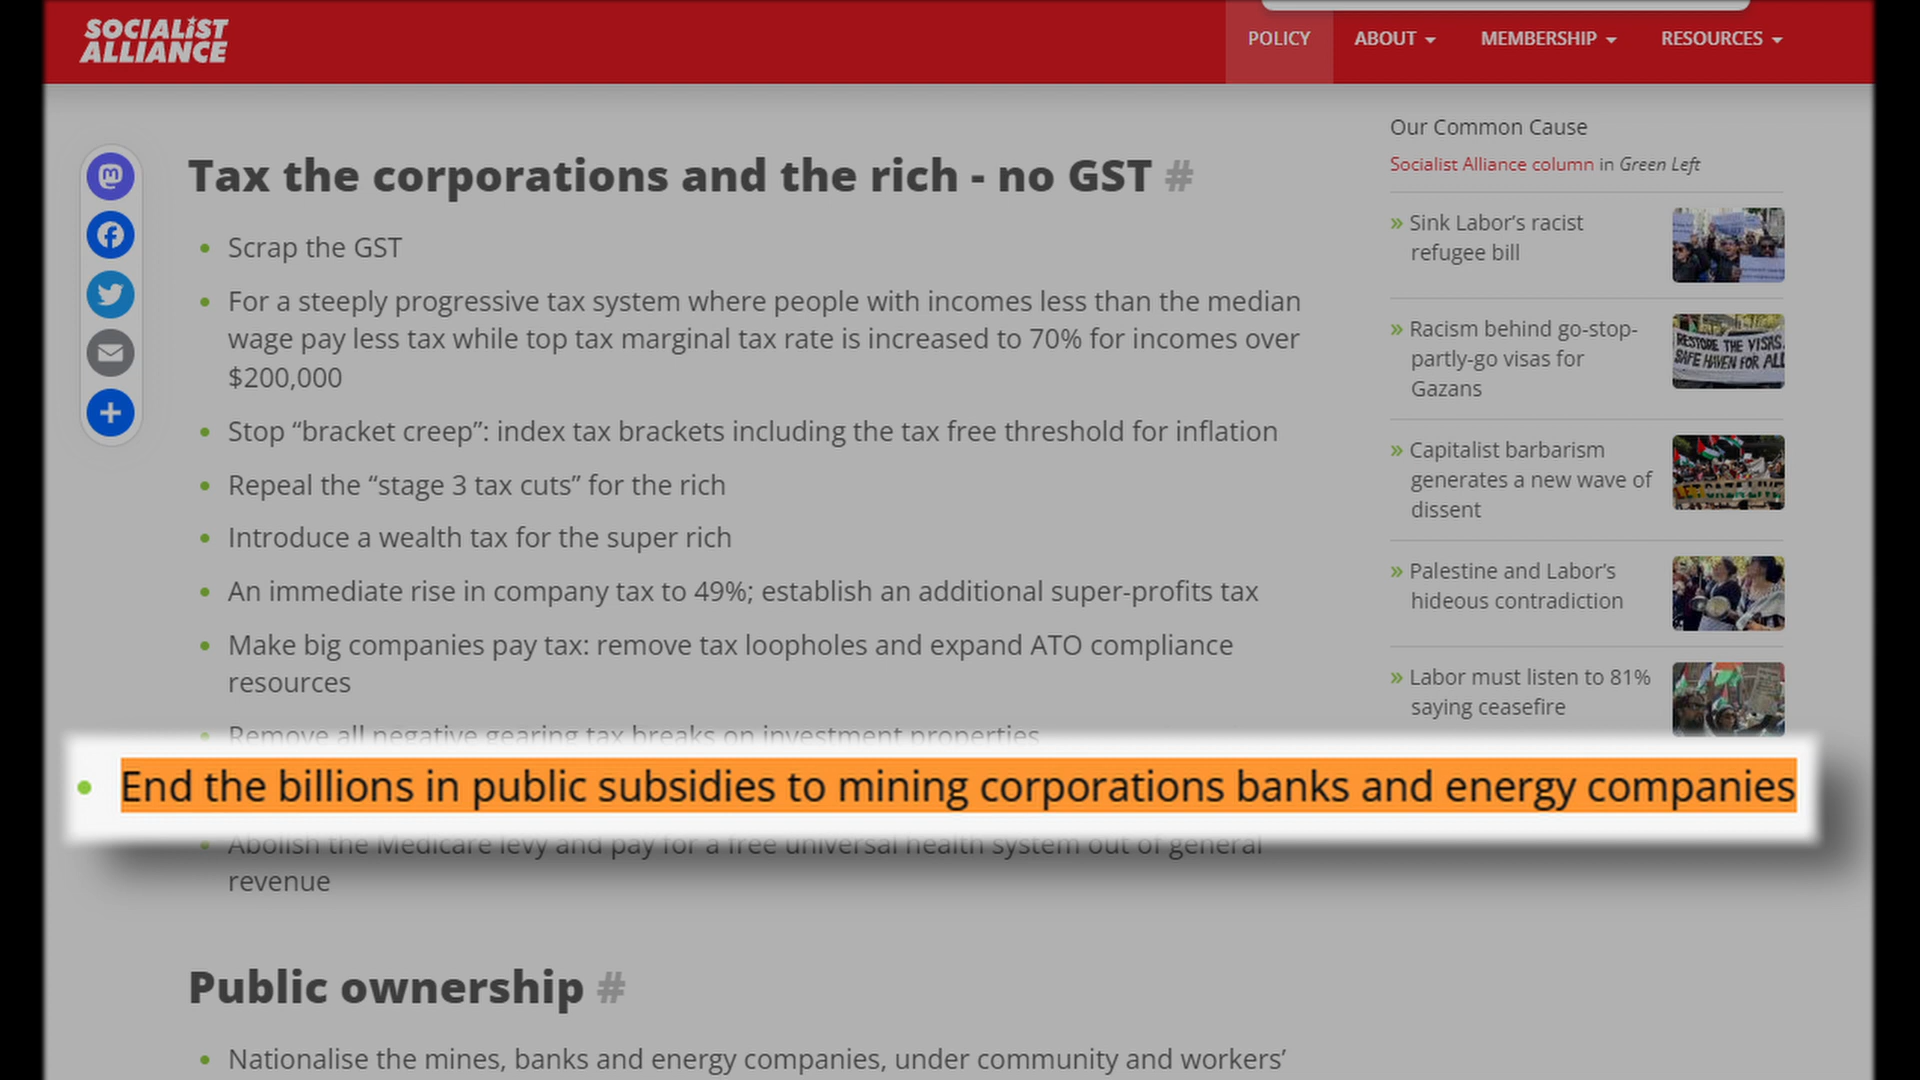 SOCIALIST
ALLIANCE
POLICY
ABOUT
MEMBERSHIP
RESOURCES
Tax the corporations and the rich - no GST #
Scrap the GST
For a steeply progressive tax system where people with incomes less than the median
wage pay less tax while top tax marginal tax rate is increased to 70% for incomes over
$200,000
Stop “bracket creep”: index tax brackets including the tax free threshold for inflation
Repeal the “stage 3 tax cuts” for the rich
Introduce a wealth tax for the super rich
An immediate rise in company tax to 49%; establish an additional super-profits tax
Make big companies pay tax: remove tax loopholes and expand ATO compliance
resources
Remove all negative gearing tax breaks on investment properties
End the billions in public subsidies to mining corporations banks and energy companies
Abolish the Medicare levy and pay for a free universal health system out of general
revenue
Public ownership #
Nationalise the mines, banks and energy companies, under community and workers’
Our Common Cause
Socialist Alliance column in Green Left
» Sink Labor’s racist
refugee bill
» Racism behind go-stop-
partly-go visas for
Gazans
RESTORE THE VISAS
SAFE HAVEN FOR ALL
» Capitalist barbarism
generates a new wave of
dissent
» Palestine and Labor’s
hideous contradiction
» Labor must listen to 81%
saying ceasefire